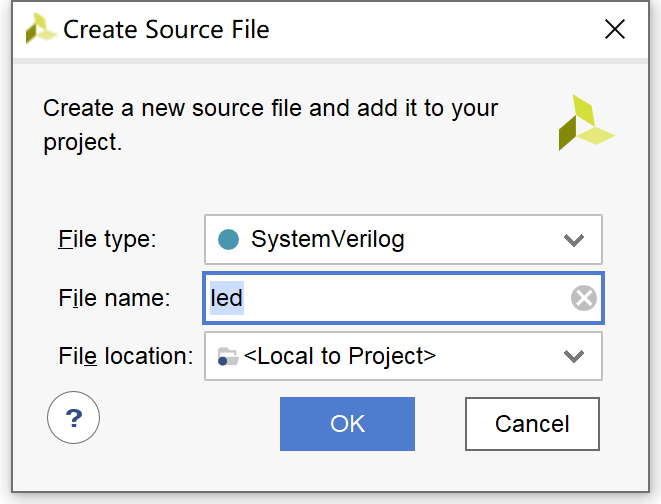 Create Source File
Create a new source file and add it to your
project.
File type: SystemVerilog
File name: led
File location: <Local to Project>
? OK Cancel